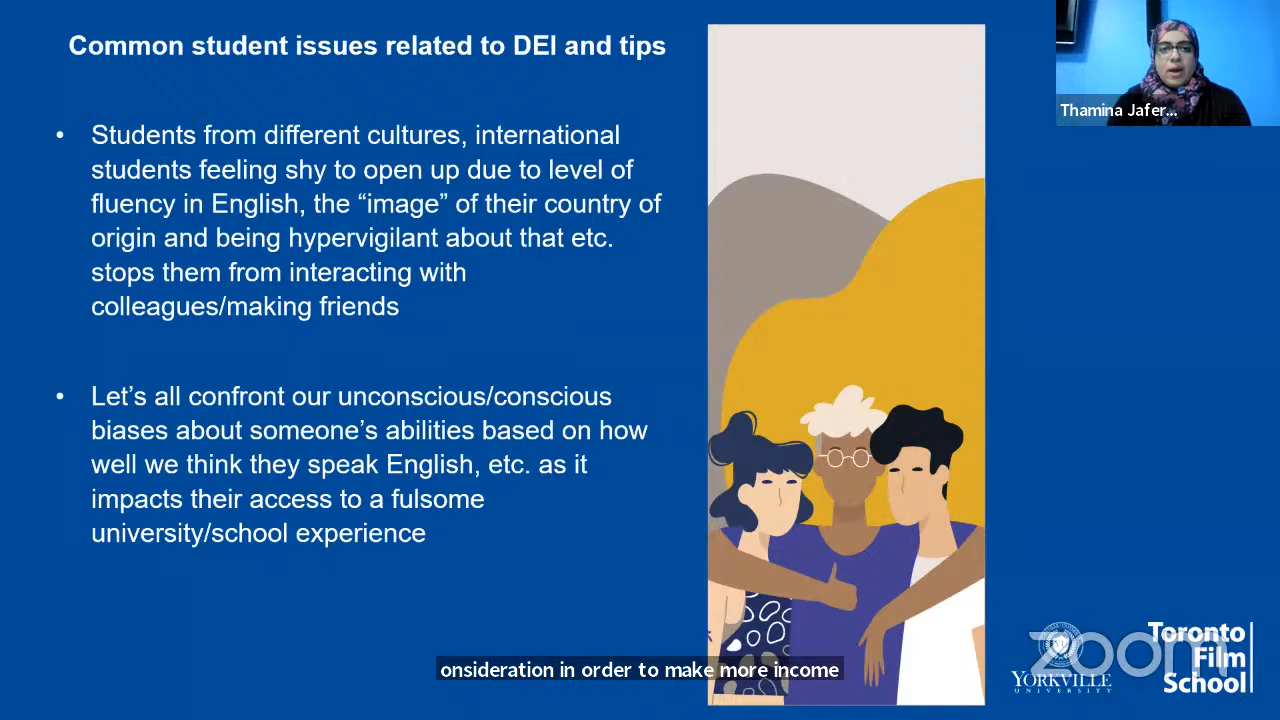 Common student issues related to DEI and tips
• Students from different cultures, international
students feeling shy to open up due to level of
fluency in English, the “image” of their country of
origin and being hypervigilant about that etc.
stops them from interacting with
colleagues/making friends
• Let’s all confront our unconscious/conscious
biases about someone’s abilities based on how
well we think they speak English, etc. as it
impacts their access to a fulsome
university/school experience
Thamina Jafer...
onsideration in order to make more income
YORKVILLE
UNIVERSITY
zoom
Toronto
Film
School